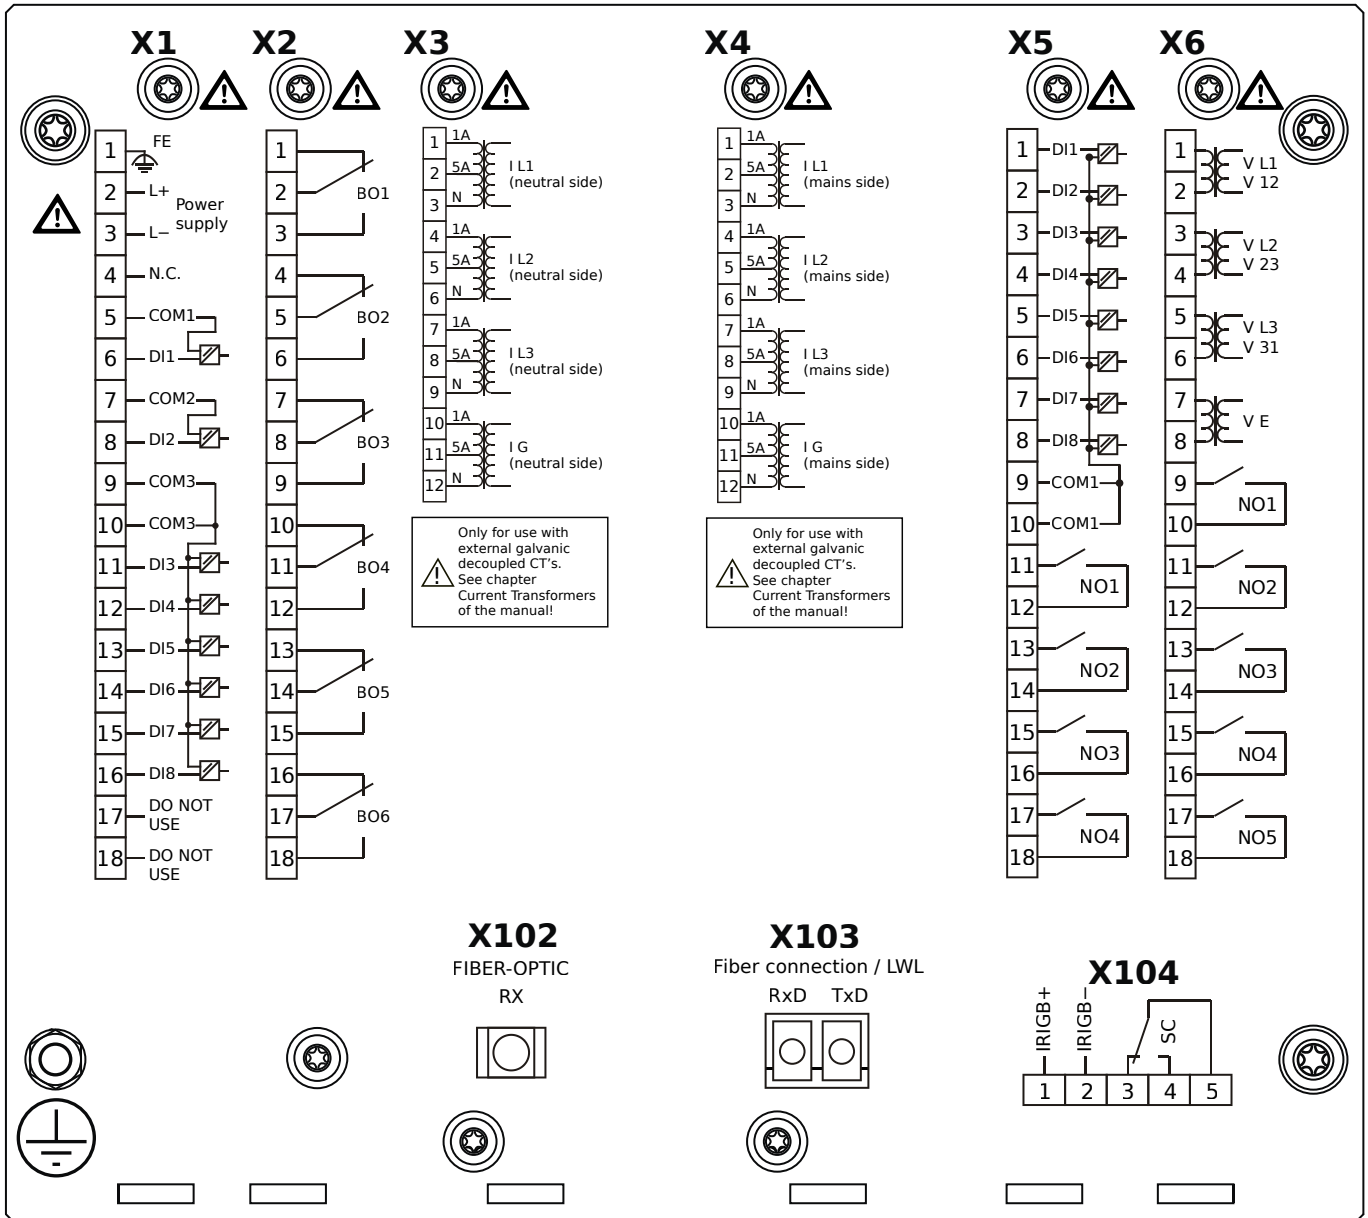 X1
X2
X3
X4
X5
X6
1 FE
2 L+
Power
supply
3 L−
4 N.C.
5 COM1
6 DI1
7 COM2
8 DI2
9 COM3
10 COM3
11 DI3
12 DI4
13 DI5
14 DI6
15 DI7
16 DI8
17 DO NOT
USE
18 DO NOT
USE
1
2 BO1
3
4
5 BO2
6
7
8 BO3
9
10
11 BO4
12
13
14 BO5
15
16
17 BO6
18
1 1A
2 5A I L1
(neutral side)
3 N
4 1A
5 5A I L2
(neutral side)
6 N
7 1A
8 5A I L3
(neutral side)
9 N
10 1A
11 5A I G
(neutral side)
12 N
Only for use with
external galvanic
decoupled CT's.
See chapter
Current Transformers
of the manual!
1 1A
2 5A I L1
(mains side)
3 N
4 1A
5 5A I L2
(mains side)
6 N
7 1A
8 5A I L3
(mains side)
9 N
10 1A
11 5A I G
(mains side)
12 N
Only for use with
external galvanic
decoupled CT's.
See chapter
Current Transformers
of the manual!
1 DI1
2 DI2
3 DI3
4 DI4
5 DI5
6 DI6
7 DI7
8 DI8
9 COM1
10 COM1
11
NO1
12
13
NO2
14
15
NO3
16
17
NO4
18
1 V L1
2 V 12
3 V L2
4 V 23
5 V L3
6 V 31
7
V E
8
9
NO1
10
11
NO2
12
13
NO3
14
15
NO4
16
17
NO5
18
X102
FIBER-OPTIC
RX
X103
Fiber connection / LWL
RxD TxD
X104
IRIGB+
IRIGB−
SC
1 2 3 4 5